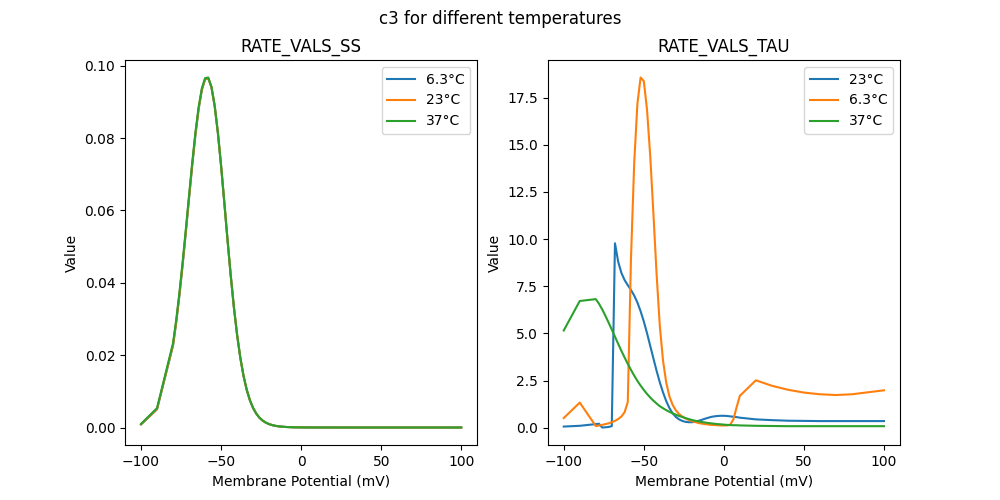 c3 for different temperatures
RATE_VALS_SS
RATE_VALS_TAU
6.3°C
23°C
37°C
23°C
6.3°C
37°C
0.10
0.08
0.06
0.04
0.02
0.00
Value
−100
−50
0
50
100
Membrane Potential (mV)
17.5
15.0
12.5
10.0
7.5
5.0
2.5
0.0
Value
−100
−50
0
50
100
Membrane Potential (mV)